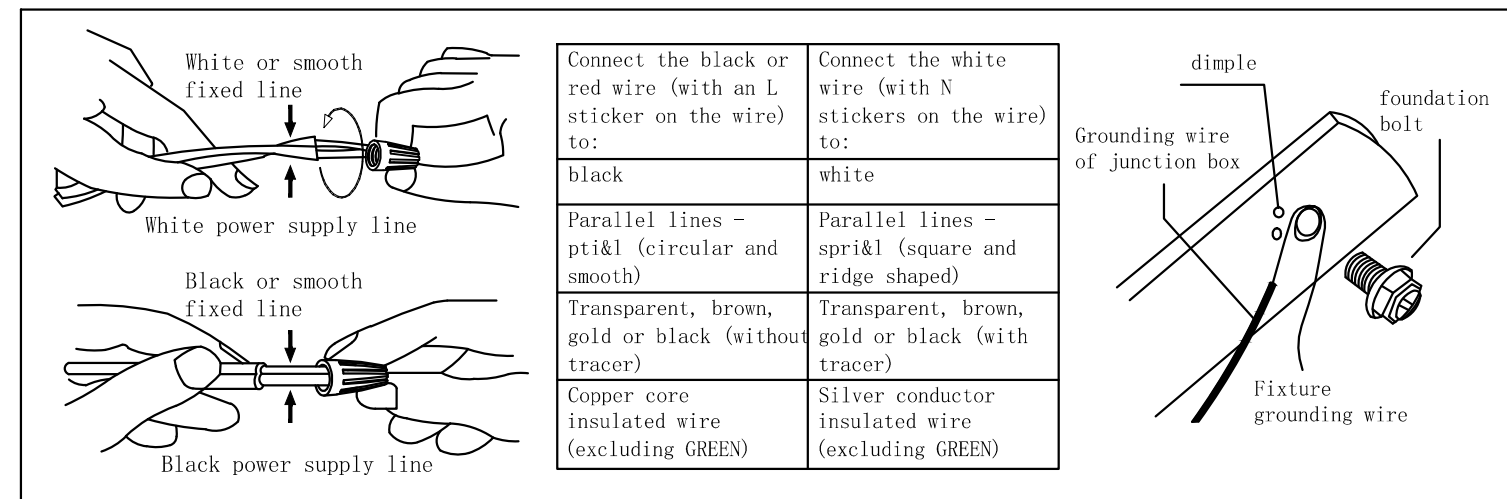 White or smooth
fixed line
White power supply line
Black or smooth
fixed line
Black power supply line
Connect the black or
red wire (with an L
sticker on the wire)
to:
Connect the white
wire (with N
stickers on the wire)
to:
black
white
Parallel lines -
pti&l (circular and
smooth)
Parallel lines -
spri&l (square and
ridge shaped)
Transparent, brown,
gold or black (without
tracer)
Transparent, brown,
gold or black (with
tracer)
Copper core
insulated wire
(excluding GREEN)
Silver conductor
insulated wire
(excluding GREEN)
dimple
foundation
bolt
Grounding wire
of junction box
Fixture
grounding wire